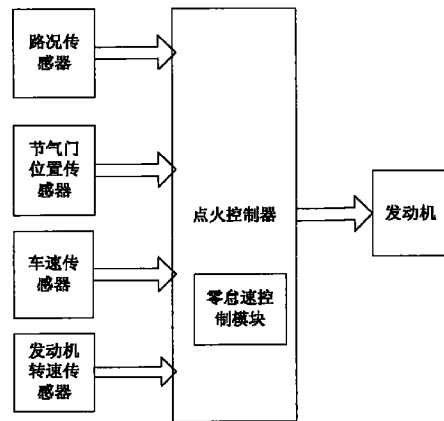 路况传
感器
节气门
位置传
感器
车速传
感器
发动机
转速传
感器
点火控制器
零怠速控
制模块
发动机